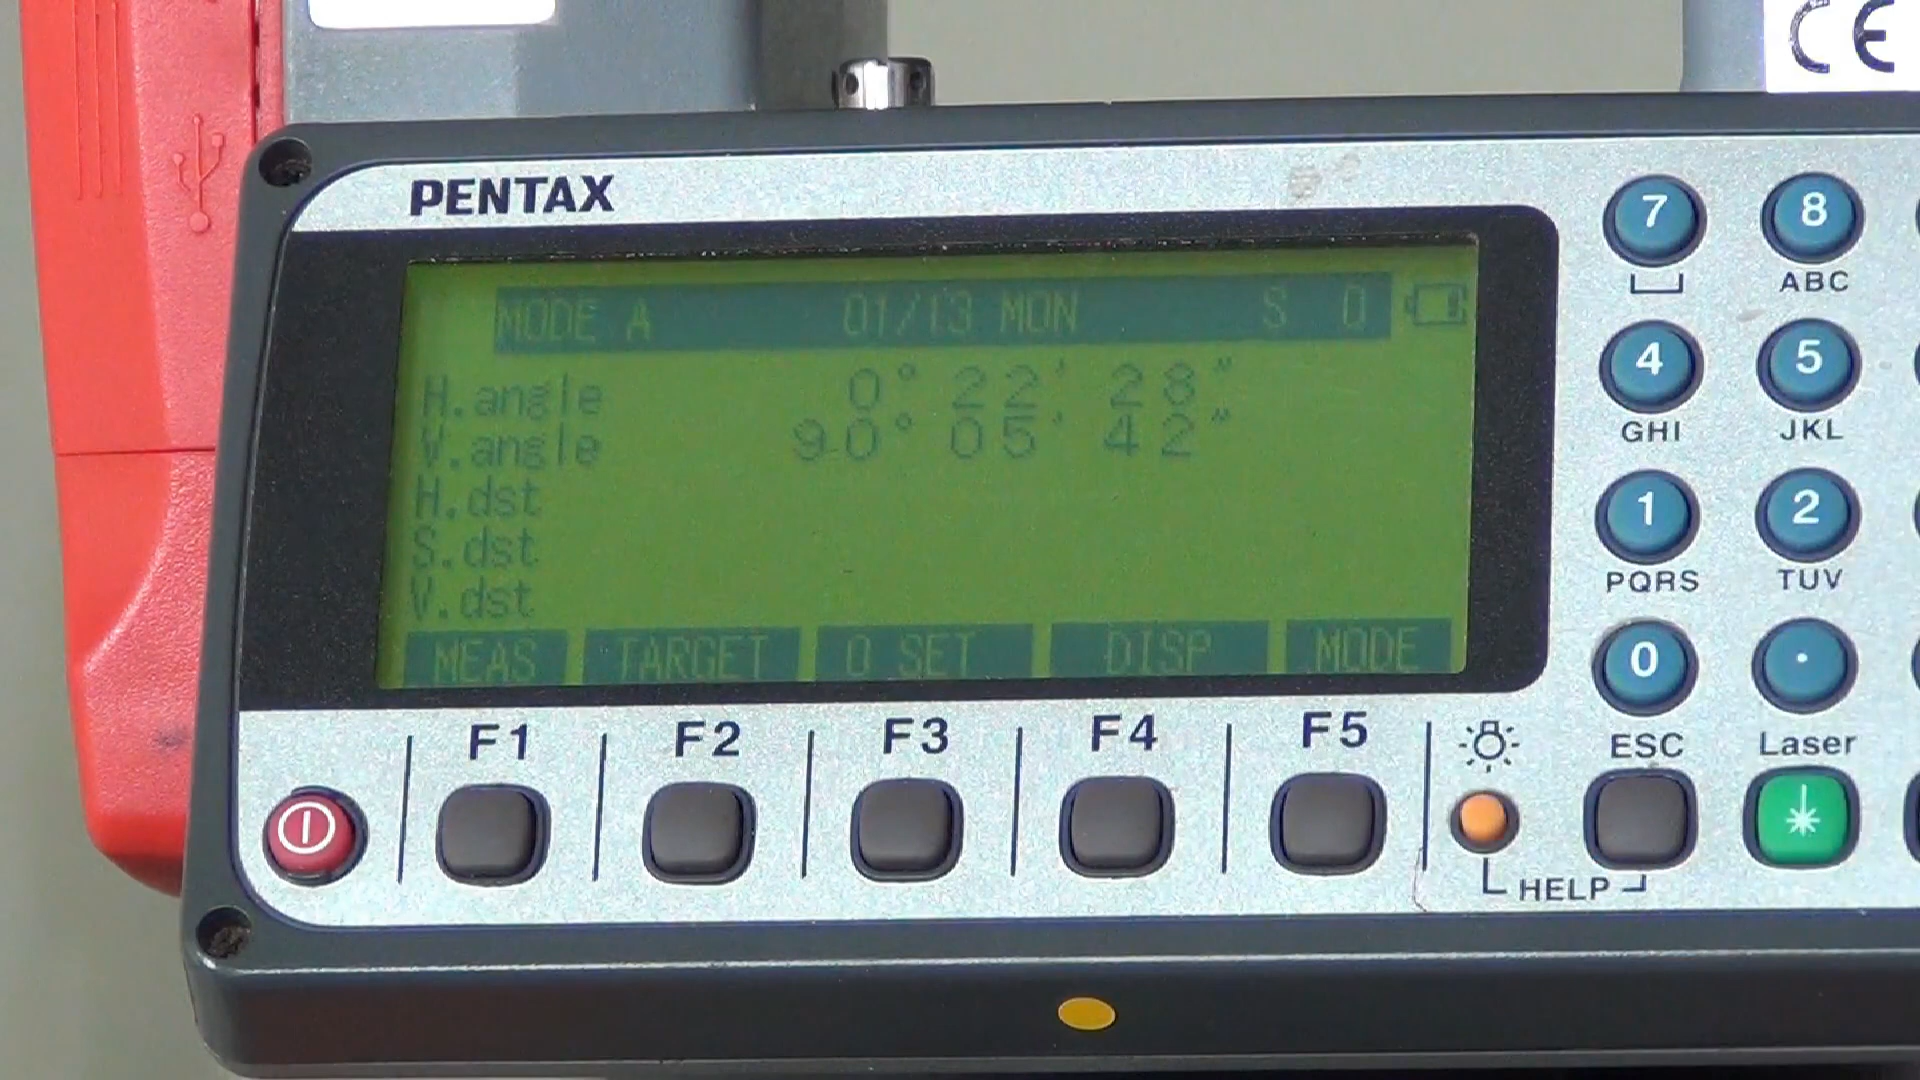 CE
PENTAX
MODE A 01/13 MON S 0
H.angle 0° 22' 28"
V.angle 90° 05' 42"
H.dst
S.dst
V.dst
MEAS TARGET 0 SET DISP MODE
F1 F2 F3 F4 F5
7 8
ABC
4 5
GHI JKL
1 2
PQRS TUV
0 .
ESC Laser
HELP